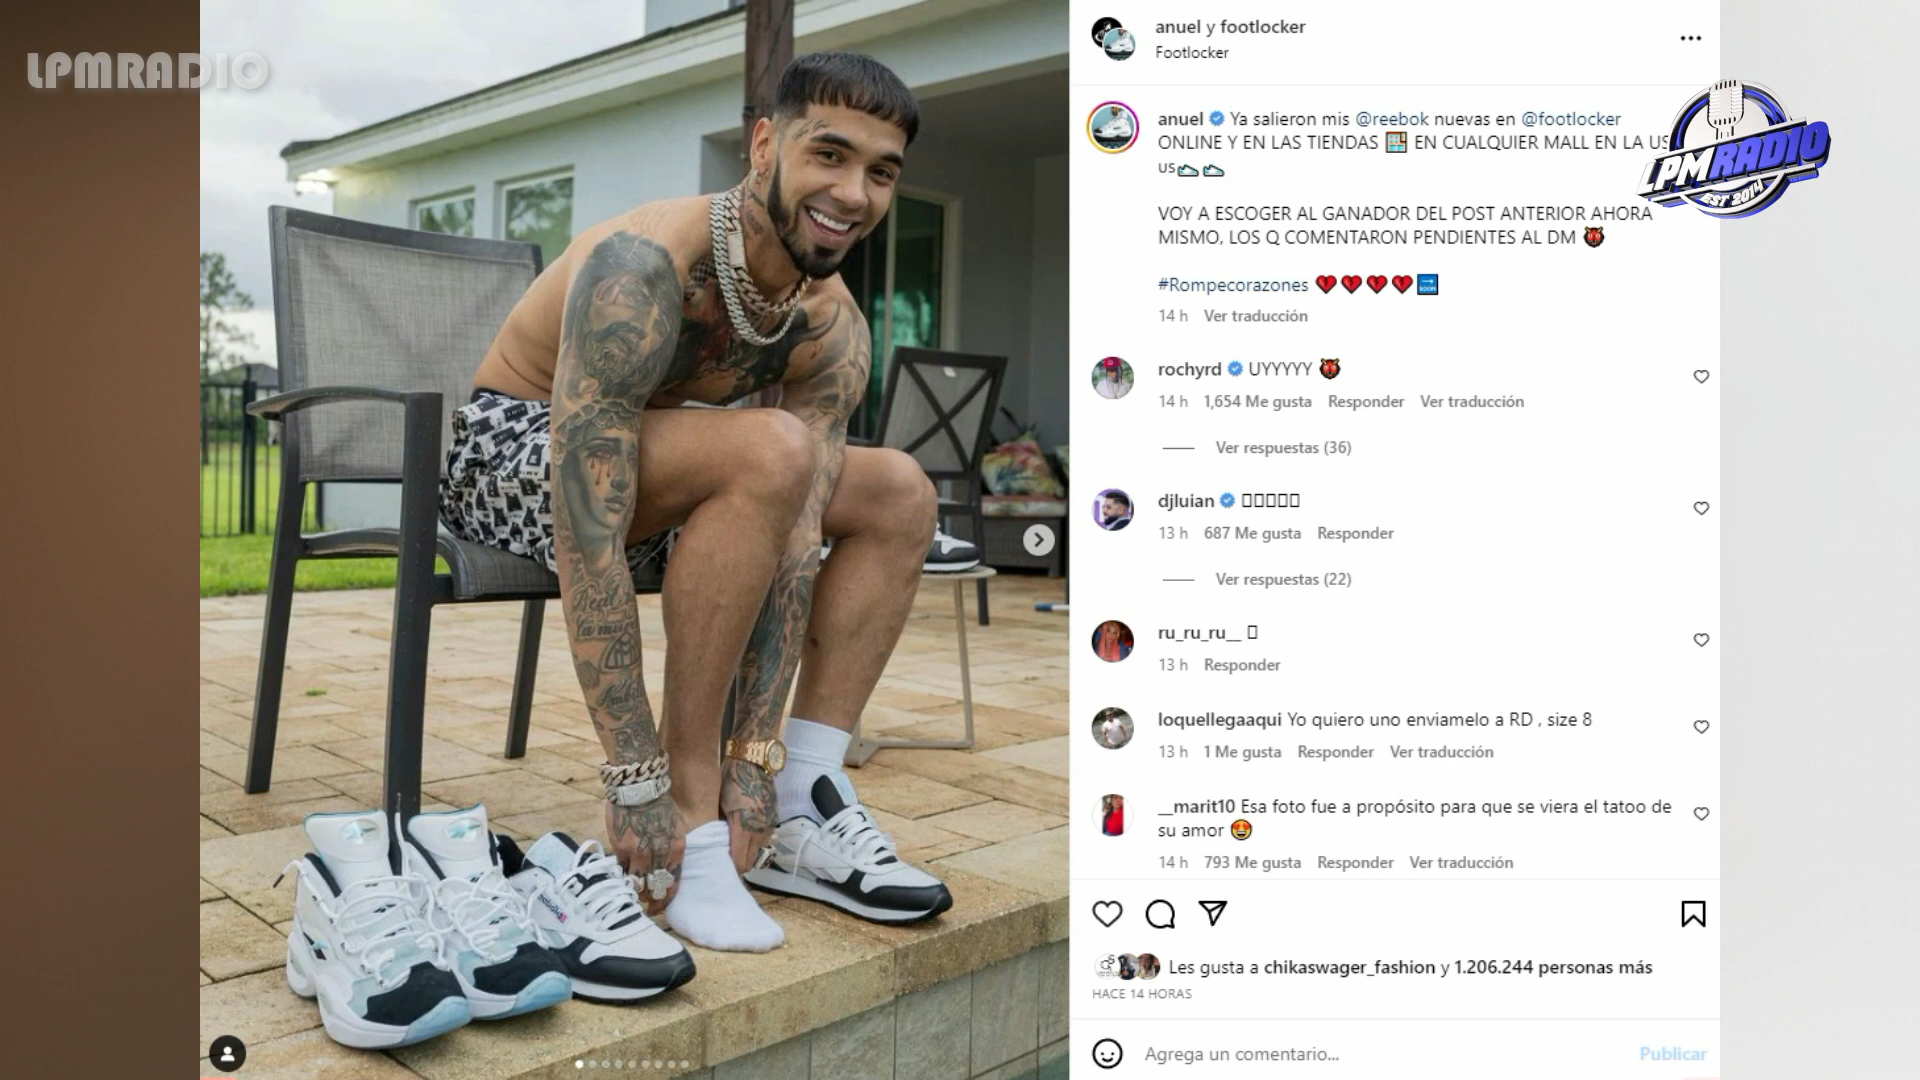 LPMRADIO
anuel y footlocker
Footlocker
anuel Ya salieron mis @reebok nuevas en @footlocker
ONLINE Y EN LAS TIENDAS 🏪 EN CUALQUIER MALL EN LA US
us👟👟
LPMRADIO
EST 2014
VOY A ESCOGER AL GANADOR DEL POST ANTERIOR AHORA
MISMO, LOS Q COMENTARON PENDIENTES AL DM 👹
#Rompecorazones 💔💔💔💔🔜
14 h Ver traducción
rochyrd UYYYYY 👹
14 h 1,654 Me gusta Responder Ver traducción
Ver respuestas (36)
djluian
13 h 687 Me gusta Responder
Ver respuestas (22)
ru_ru_ru__
13 h Responder
loquellegaaqui Yo quiero uno enviamelo a RD , size 8
13 h 1 Me gusta Responder Ver traducción
__marit10 Esa foto fue a propósito para que se viera el tatoo de
su amor 😍
14 h 793 Me gusta Responder Ver traducción
Les gusta a chikaswager_fashion y 1.206.244 personas más
HACE 14 HORAS
Agrega un comentario...
Publicar